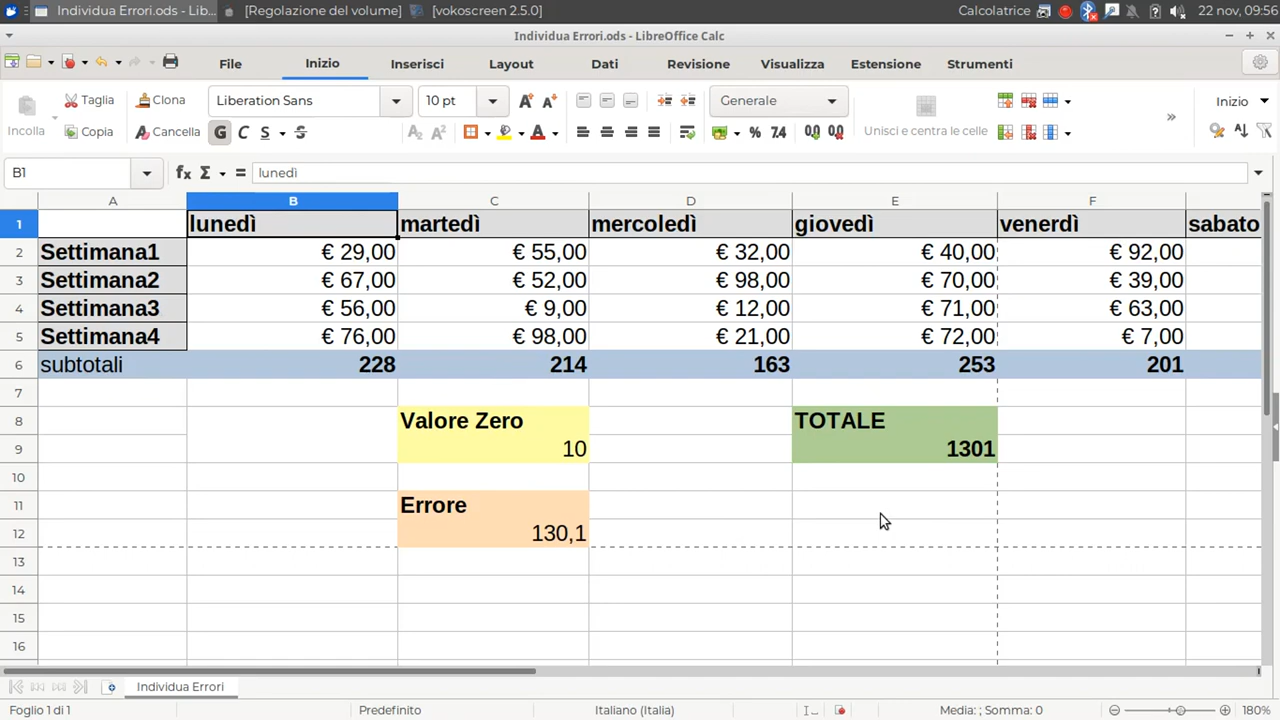 Individua Errori.ods - Lib... [Regolazione del volume] [vokoscreen 2.5.0] Calcolatrice 22 nov, 09:56
Individua Errori.ods - LibreOffice Calc
File Inizio Inserisci Layout Dati Revisione Visualizza Estensione Strumenti
Incolla Taglia Clona Liberation Sans 10 pt Generale Unisci e centra le celle Inizio
Copia Cancella G C S S % 7.4
B1 fx Σ = lunedì
A B C D E F
1 lunedì martedì mercoledì giovedì venerdì sabato
2 Settimana1 € 29,00 € 55,00 € 32,00 € 40,00 € 92,00
3 Settimana2 € 67,00 € 52,00 € 98,00 € 70,00 € 39,00
4 Settimana3 € 56,00 € 9,00 € 12,00 € 71,00 € 63,00
5 Settimana4 € 76,00 € 98,00 € 21,00 € 72,00 € 7,00
6 subtotali 228 214 163 253 201
7
8 Valore Zero TOTALE
9 10 1301
10
11 Errore
12 130,1
13
14
15
16
Individua Errori
Foglio 1 di 1 Predefinito Italiano (Italia) Media: ; Somma: 0 180%